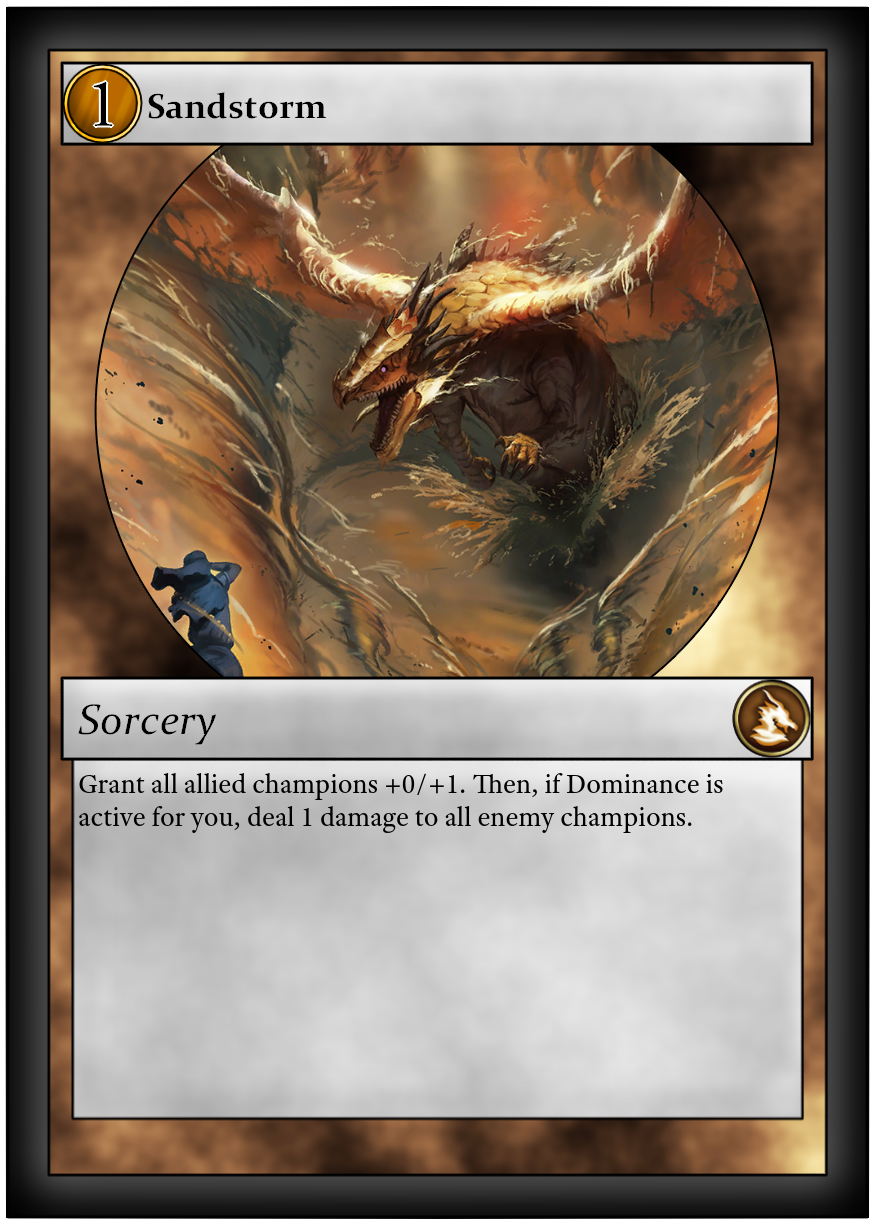 1 Sandstorm
Sorcery
Grant all allied champions +0/+1. Then, if Dominance is
active for you, deal 1 damage to all enemy champions.